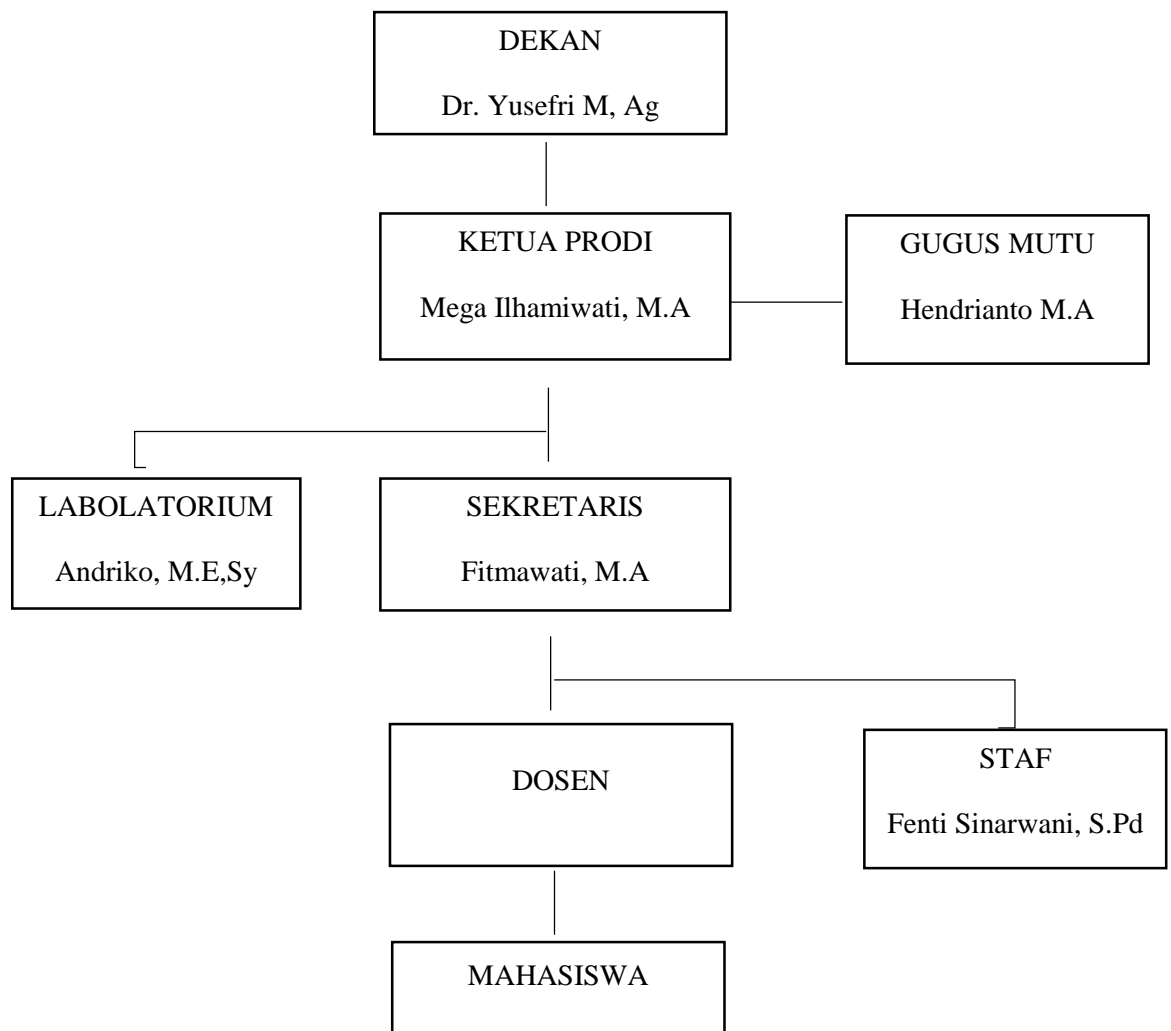 DEKAN
Dr. Yusefri M, Ag
KETUA PRODI
Mega Ilhamiwati, M.A
GUGUS MUTU
Hendrianto M.A
LABOLATORIUM
Andriko, M.E,Sy
SEKRETARIS
Fitmawati, M.A
DOSEN
STAF
Fenti Sinarwani, S.Pd
MAHASISWA